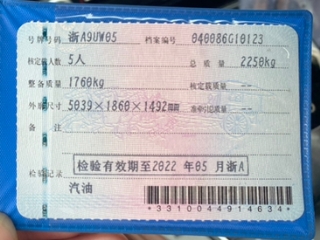 号牌号码 浙A9UW05 档案编号 040086610123
核定载人数 5人 总质量 2250kg
整备质量 1760kg 核定载质量 --
外廓尺寸 5039×1860×1492mm 准牵引总质量 --
备注
检验有效期至2022年05月浙A
检验记录
汽油
*3310044914634*